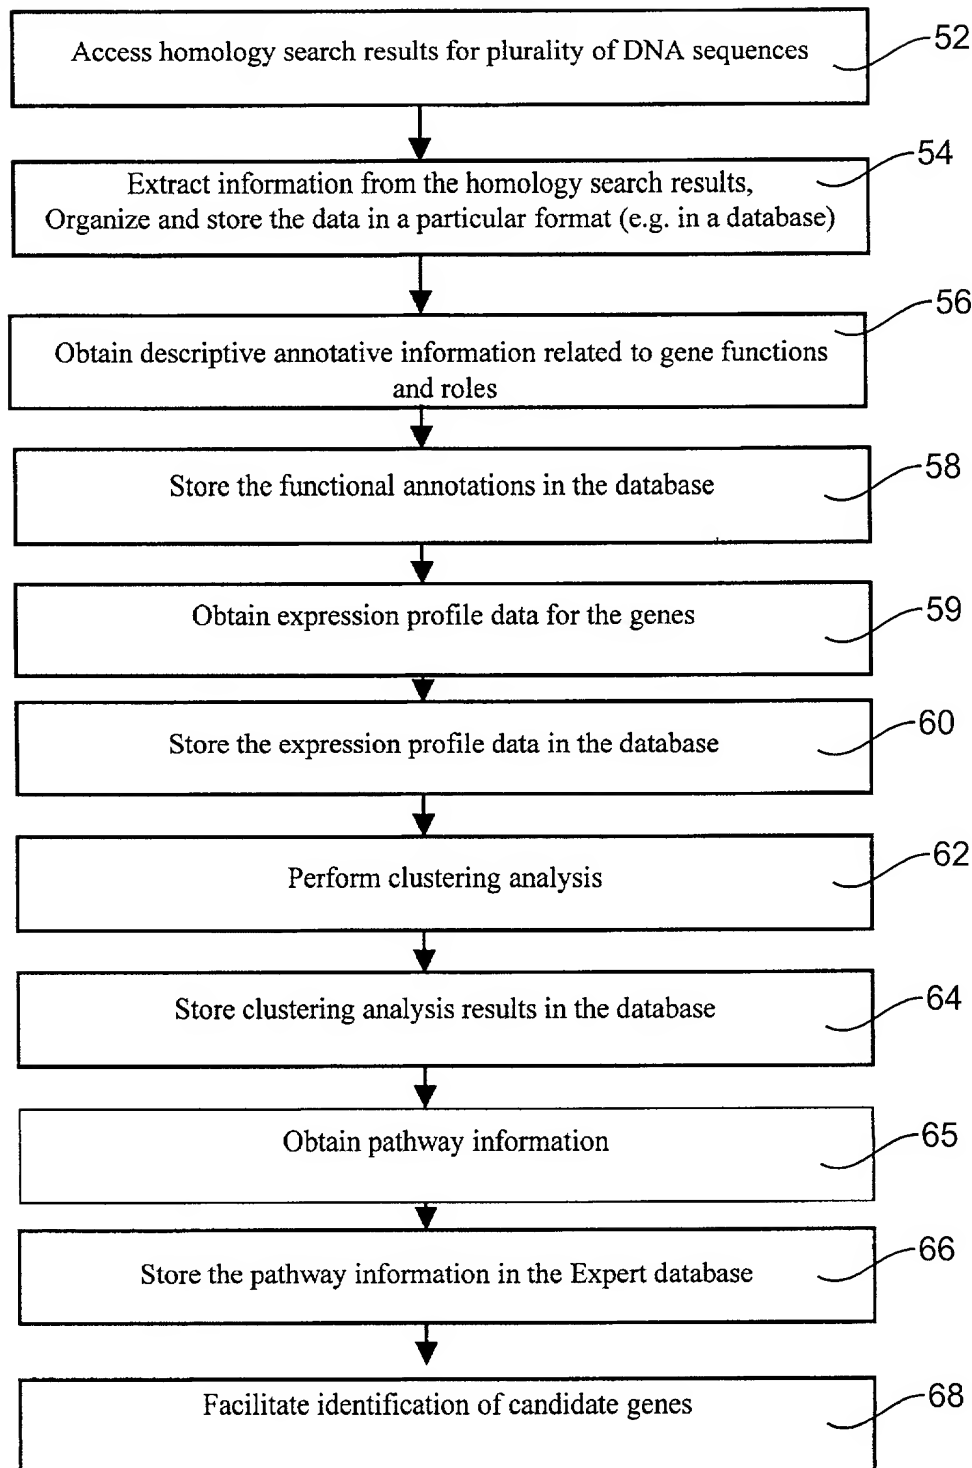 Access homology search results for plurality of DNA sequences
52
54
Extract information from the homology search results,
Organize and store the data in a particular format (e.g. in a database)
56
Obtain descriptive annotative information related to gene functions
and roles
58
Store the functional annotations in the database
59
Obtain expression profile data for the genes
60
Store the expression profile data in the database
62
Perform clustering analysis
64
Store clustering analysis results in the database
65
Obtain pathway information
66
Store the pathway information in the Expert database
68
Facilitate identification of candidate genes